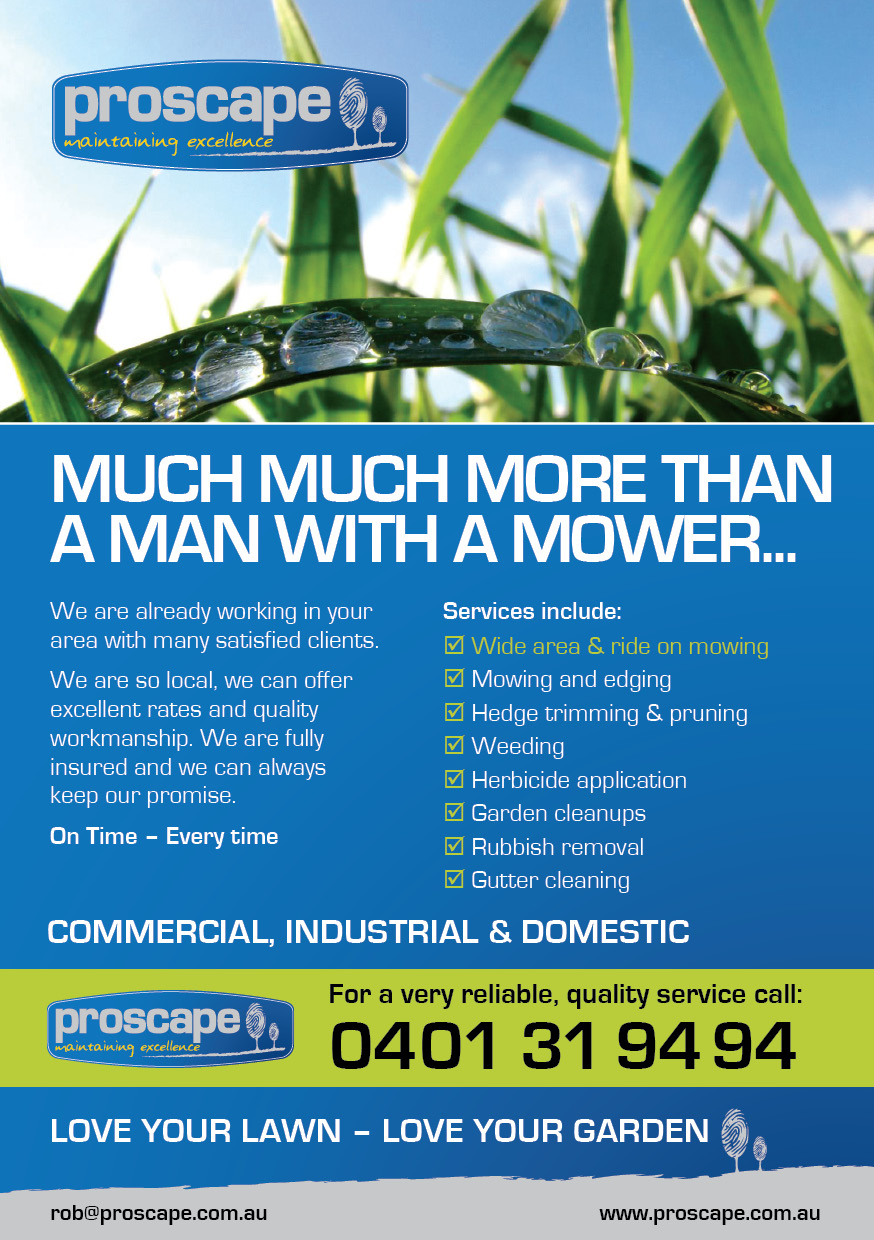 proscape
maintaining excellence
MUCH MUCH MORE THAN
A MAN WITH A MOWER...
We are already working in your
area with many satisfied clients.
We are so local, we can offer
excellent rates and quality
workmanship. We are fully
insured and we can always
keep our promise.
On Time – Every time
Services include:
Wide area & ride on mowing
Mowing and edging
Hedge trimming & pruning
Weeding
Herbicide application
Garden cleanups
Rubbish removal
Gutter cleaning
COMMERCIAL, INDUSTRIAL & DOMESTIC
proscape
maintaining excellence
For a very reliable, quality service call:
0401 31 94 94
LOVE YOUR LAWN – LOVE YOUR GARDEN
rob@proscape.com.au
www.proscape.com.au